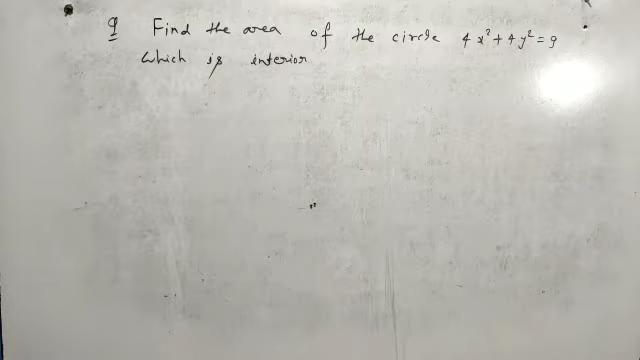 Q Find the area of the circle 4x²+4y²=9
which is interior